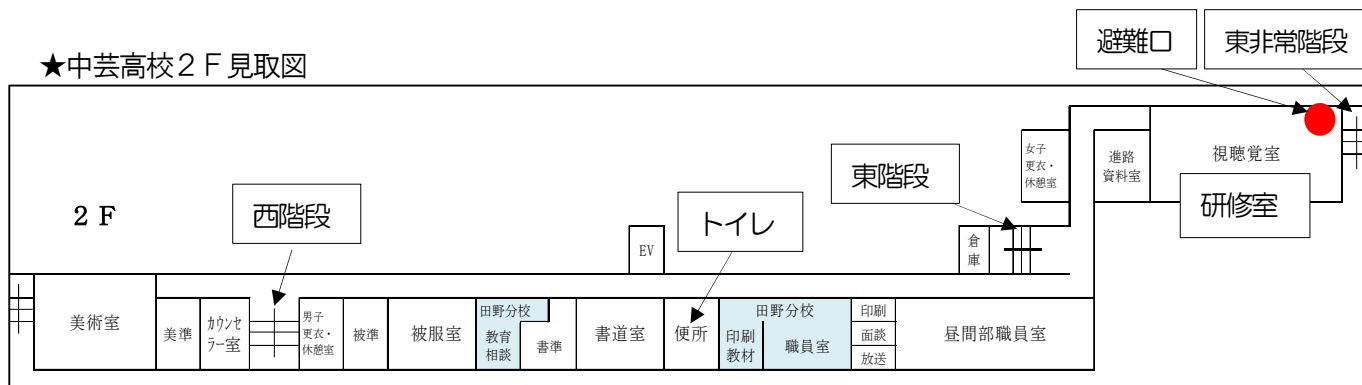 避難口
東非常階段
★中芸高校２Ｆ見取図
女子
更衣・
休憩室
進路
資料室
視聴覚室
研修室
東階段
２Ｆ
西階段
トイレ
EV
倉
庫
美術室
美準
カウンセ
ラー室
男子
更衣・
休憩室
被準
被服室
田野分校
教育
相談
書準
書道室
便所
田野分校
印刷
教材
職員室
印刷
面談
放送
昼間部職員室